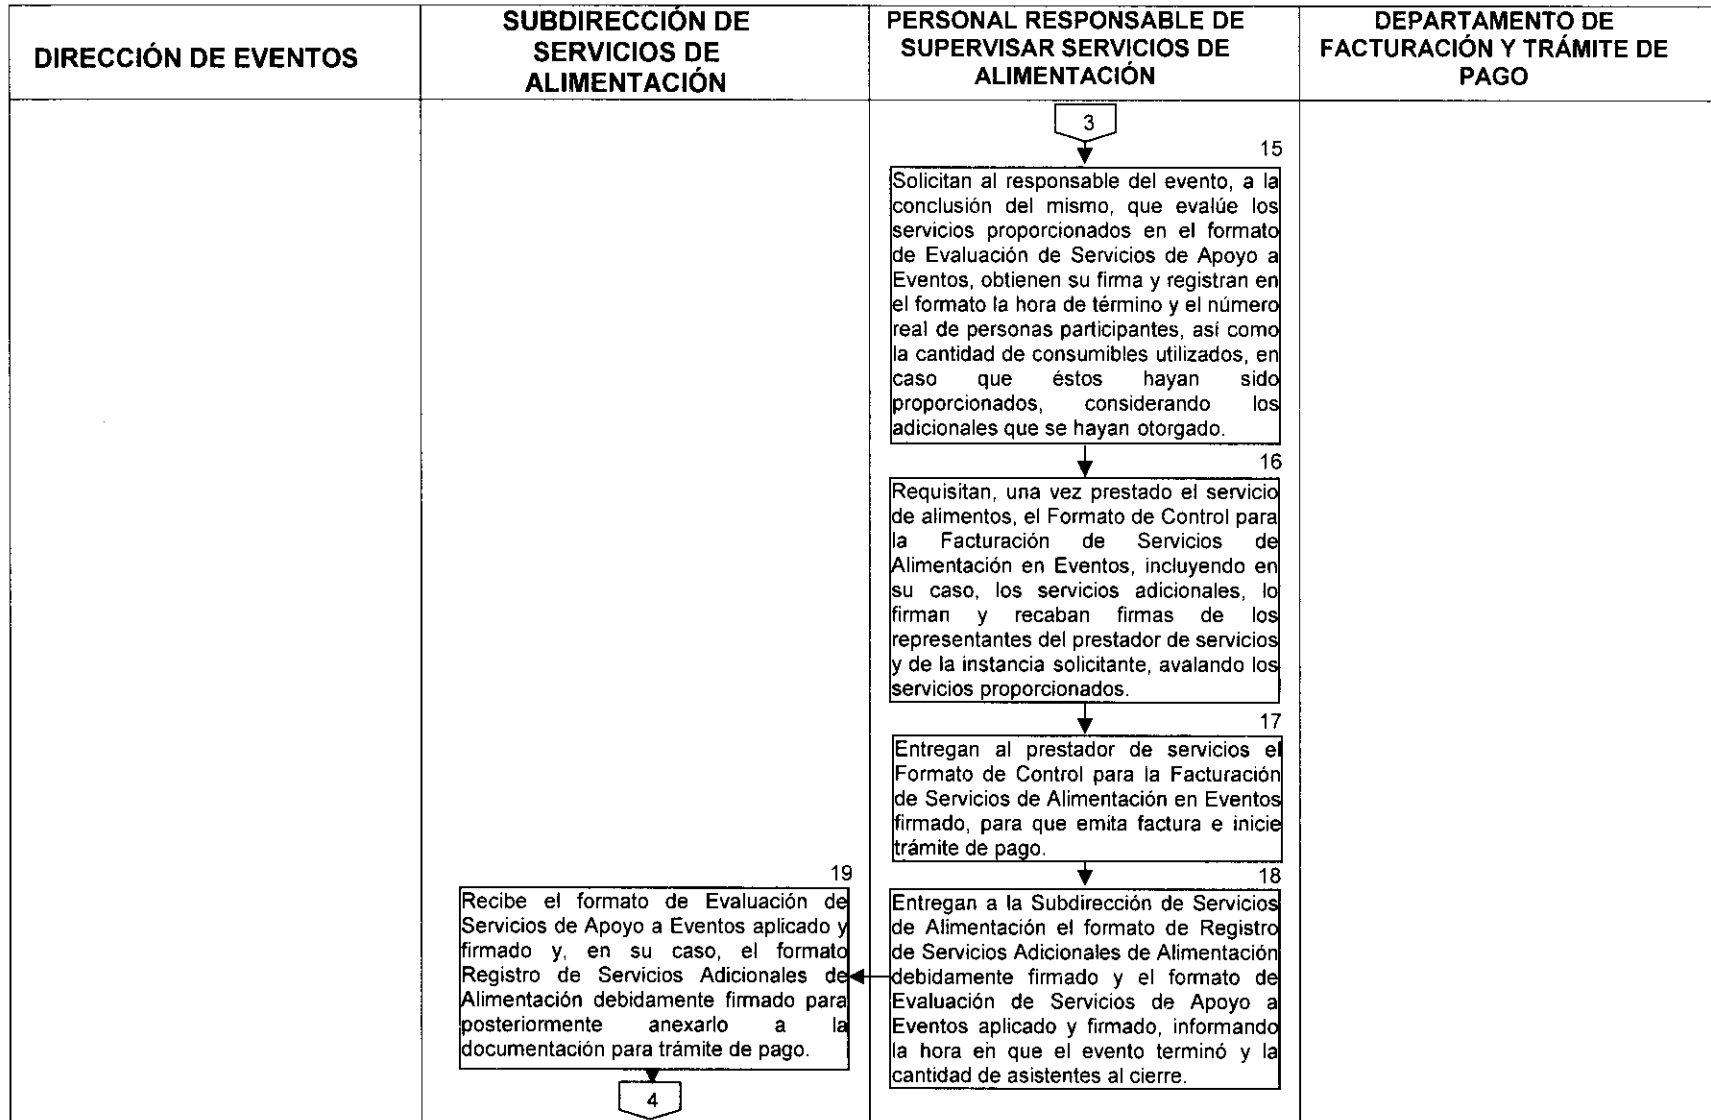 DIRECCIÓN DE EVENTOS
SUBDIRECCIÓN DE
SERVICIOS DE
ALIMENTACIÓN
PERSONAL RESPONSABLE DE
SUPERVISAR SERVICIOS DE
ALIMENTACIÓN
DEPARTAMENTO DE
FACTURACIÓN Y TRÁMITE DE
PAGO
3
15
Solicitan al responsable del evento, a la
conclusión del mismo, que evalúe los
servicios proporcionados en el formato
de Evaluación de Servicios de Apoyo a
Eventos, obtienen su firma y registran en
el formato la hora de término y el número
real de personas participantes, así como
la cantidad de consumibles utilizados, en
caso que éstos hayan sido
proporcionados, considerando los
adicionales que se hayan otorgado.
16
Requisitan, una vez prestado el servicio
de alimentos, el Formato de Control para
la Facturación de Servicios de
Alimentación en Eventos, incluyendo en
su caso, los servicios adicionales, lo
firman y recaban firmas de los
representantes del prestador de servicios
y de la instancia solicitante, avalando los
servicios proporcionados.
17
Entregan al prestador de servicios el
Formato de Control para la Facturación
de Servicios de Alimentación en Eventos
firmado, para que emita factura e inicie
trámite de pago.
18
Entregan a la Subdirección de Servicios
de Alimentación el formato de Registro
de Servicios Adicionales de Alimentación
debidamente firmado y el formato de
Evaluación de Servicios de Apoyo a
Eventos aplicado y firmado, informando
la hora en que el evento terminó y la
cantidad de asistentes al cierre.
19
Recibe el formato de Evaluación de
Servicios de Apoyo a Eventos aplicado y
firmado y, en su caso, el formato
Registro de Servicios Adicionales de
Alimentación debidamente firmado para
posteriormente anexarlo a la
documentación para trámite de pago.
4